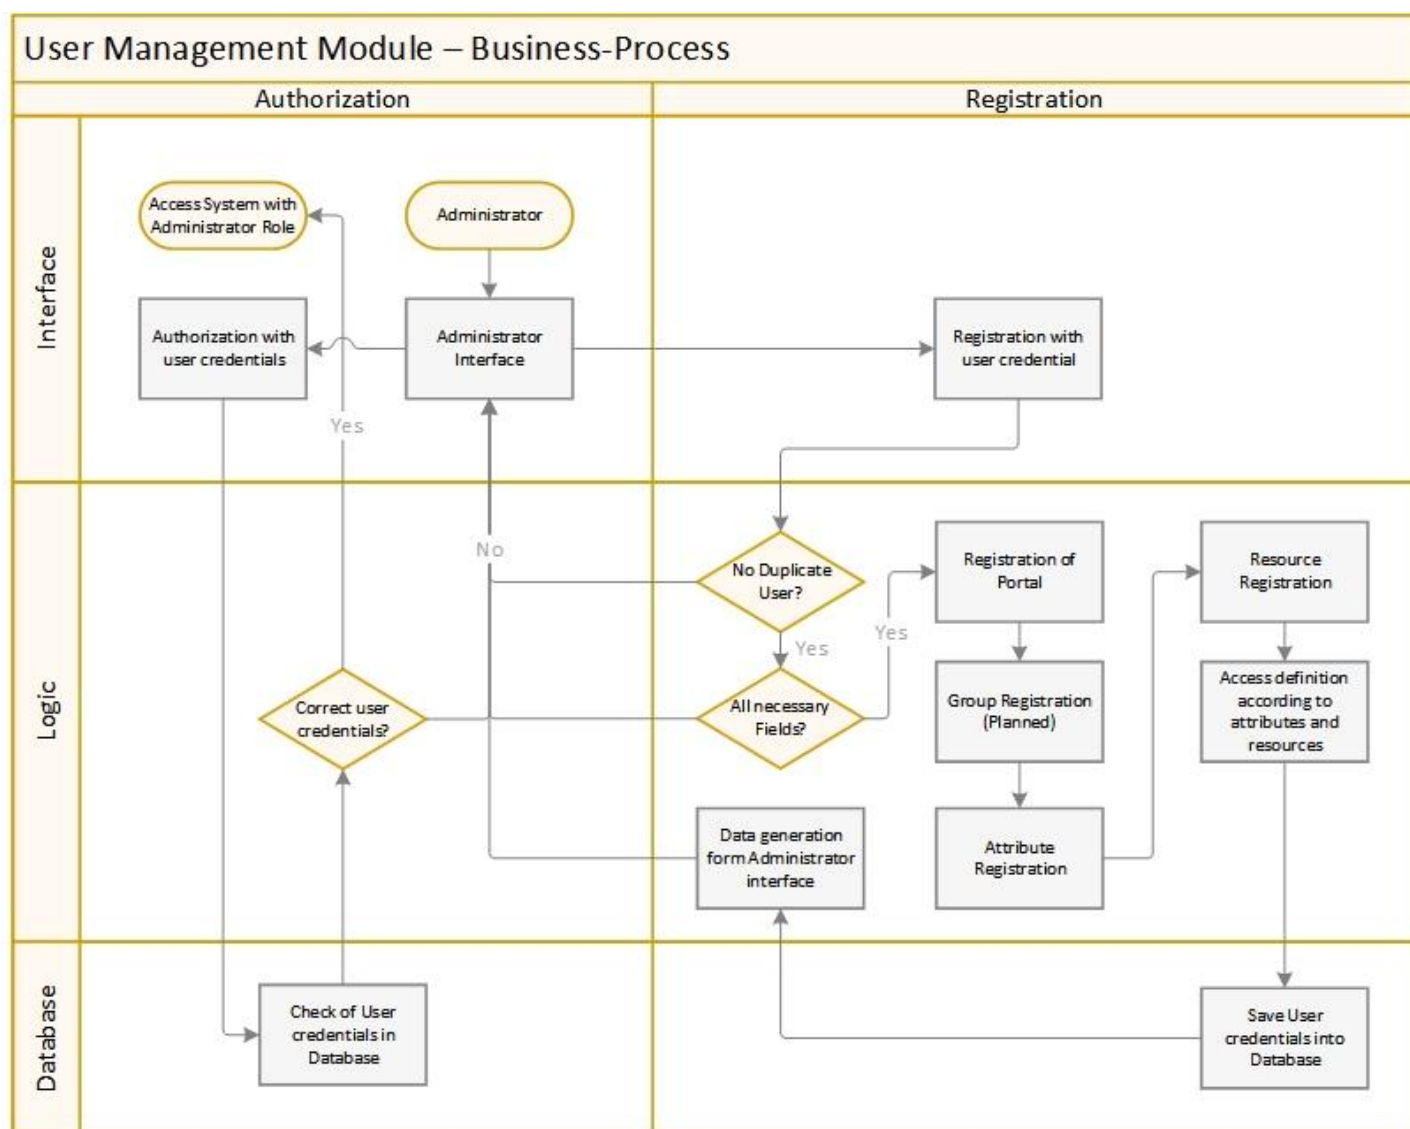 User Management Module – Business-Process
Authorization
Registration
Interface
Access System with
Administrator Role
Administrator
Authorization with
user credentials
Administrator
Interface
Registration with
user credential
Yes
Logic
No
No Duplicate
User?
Yes
Yes
Registration of
Portal
Resource
Registration
Correct user
credentials?
All necessary
Fields?
Group Registration
(Planned)
Access definition
according to
attributes and
resources
Data generation
form Administrator
interface
Attribute
Registration
Database
Check of User
credentials in
Database
Save User
credentials into
Database